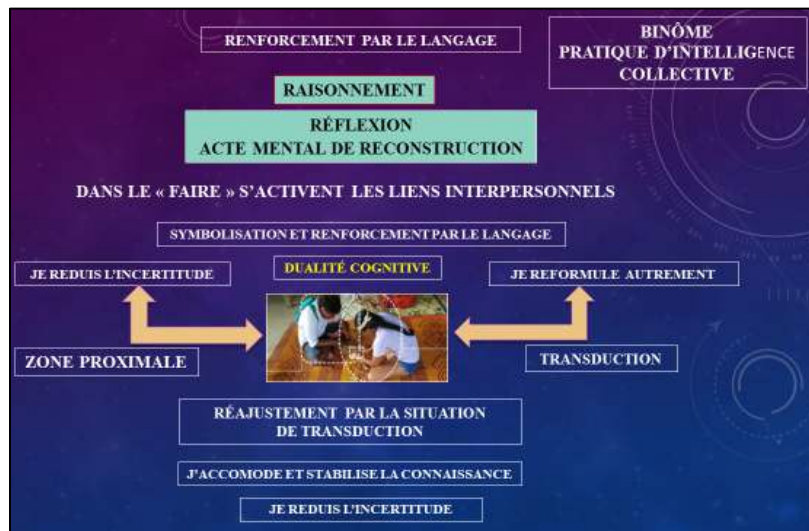 RENFORCEMENT PAR LE LANGAGE
BINÔME
PRATIQUE D'INTELLIGENCE
COLLECTIVE
RAISONNEMENT
RÉFLEXION
ACTE MENTAL DE RECONSTRUCTION
DANS LE « FAIRE » S'ACTIVENT LES LIENS INTERPERSONNELS
SYMBOLISATION ET RENFORCEMENT PAR LE LANGAGE
JE REDUIS L'INCERTITUDE
DUALITÉ COGNITIVE
JE REFORMULE AUTREMENT
ZONE PROXIMALE
TRANSDUCTION
RÉAJUSTEMENT PAR LA SITUATION
DE TRANSDUCTION
J'ACCOMODE ET STABILISE LA CONNAISSANCE
JE REDUIS L'INCERTITUDE